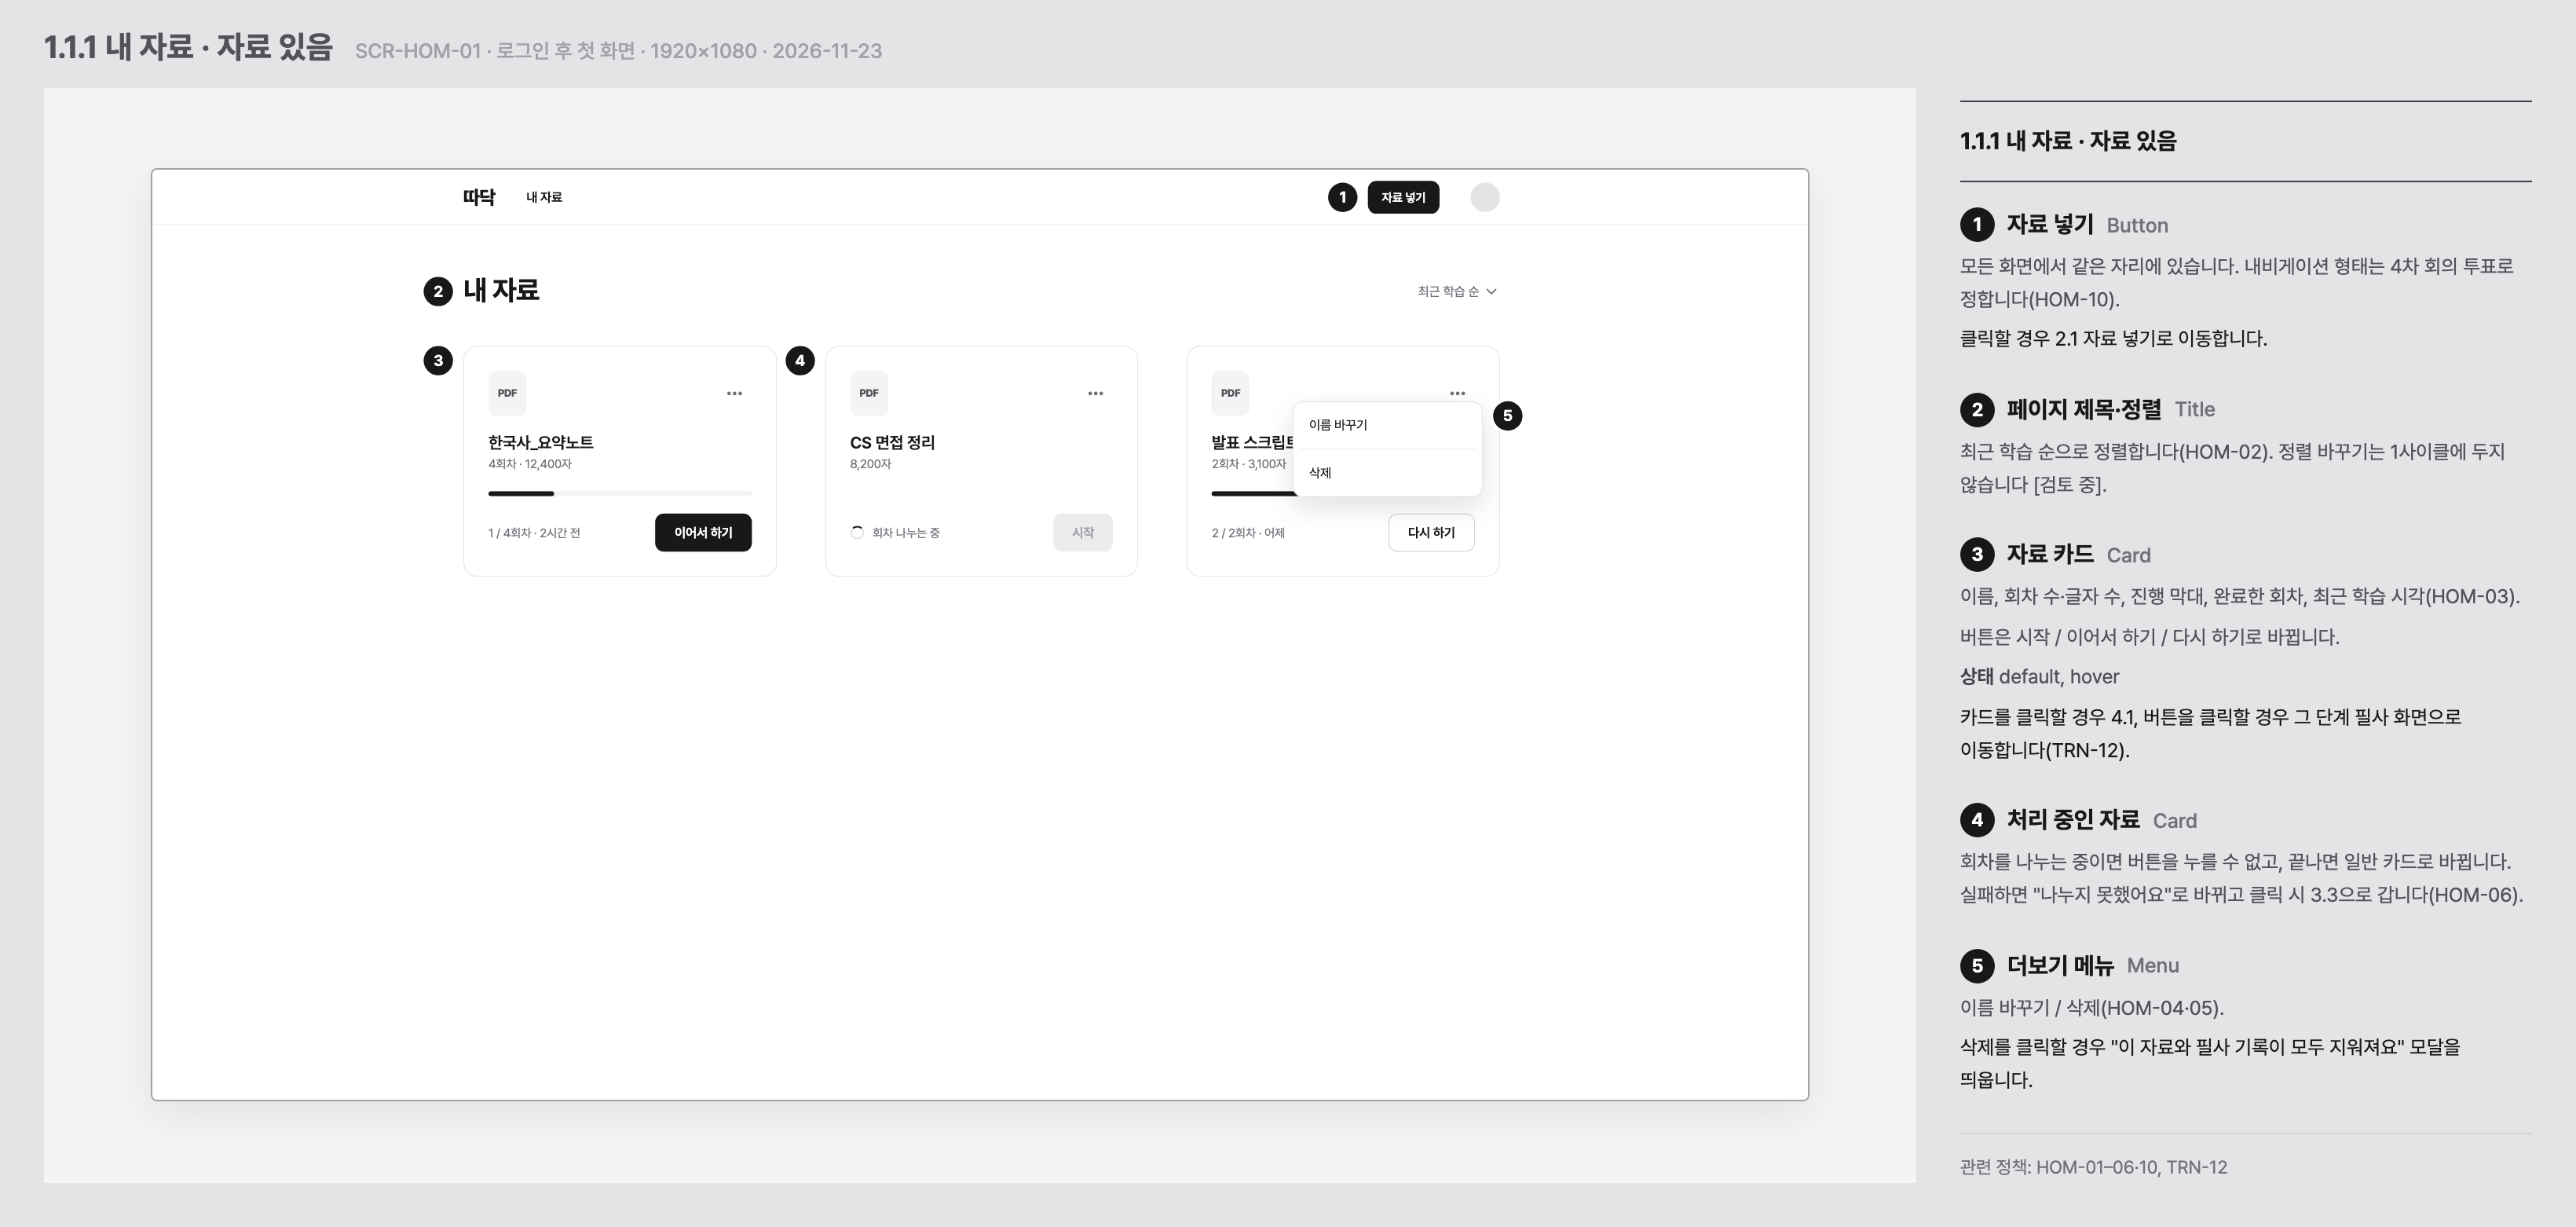 1.1.1 내 자료 · 자료 있음 SCR-HOM-01 · 로그인 후 첫 화면 · 1920×1080 · 2026-11-23
따닥 내 자료 1 자료 넣기
2 내 자료 최근 학습 순
3
PDF
한국사_요약노트
4회차 · 12,400자
1 / 4회차 · 2시간 전 이어서 하기
4
PDF
CS 면접 정리
8,200자
회차 나누는 중 시작
PDF
발표 스크립트
2회차 · 3,100자
5
이름 바꾸기
삭제
2 / 2회차 · 어제 다시 하기
1.1.1 내 자료 · 자료 있음
1 자료 넣기 Button
모든 화면에서 같은 자리에 있습니다. 내비게이션 형태는 4차 회의 투표로
정합니다(HOM-10).
클릭할 경우 2.1 자료 넣기로 이동합니다.
2 페이지 제목·정렬 Title
최근 학습 순으로 정렬합니다(HOM-02). 정렬 바꾸기는 1사이클에 두지
않습니다 [검토 중].
3 자료 카드 Card
이름, 회차 수·글자 수, 진행 막대, 완료한 회차, 최근 학습 시각(HOM-03).
버튼은 시작 / 이어서 하기 / 다시 하기로 바뀝니다.
상태 default, hover
카드를 클릭할 경우 4.1, 버튼을 클릭할 경우 그 단계 필사 화면으로
이동합니다(TRN-12).
4 처리 중인 자료 Card
회차를 나누는 중이면 버튼을 누를 수 없고, 끝나면 일반 카드로 바뀝니다.
실패하면 "나누지 못했어요"로 바뀌고 클릭 시 3.3으로 갑니다(HOM-06).
5 더보기 메뉴 Menu
이름 바꾸기 / 삭제(HOM-04·05).
삭제를 클릭할 경우 "이 자료와 필사 기록이 모두 지워져요" 모달을
띄웁니다.
관련 정책: HOM-01–06·10, TRN-12